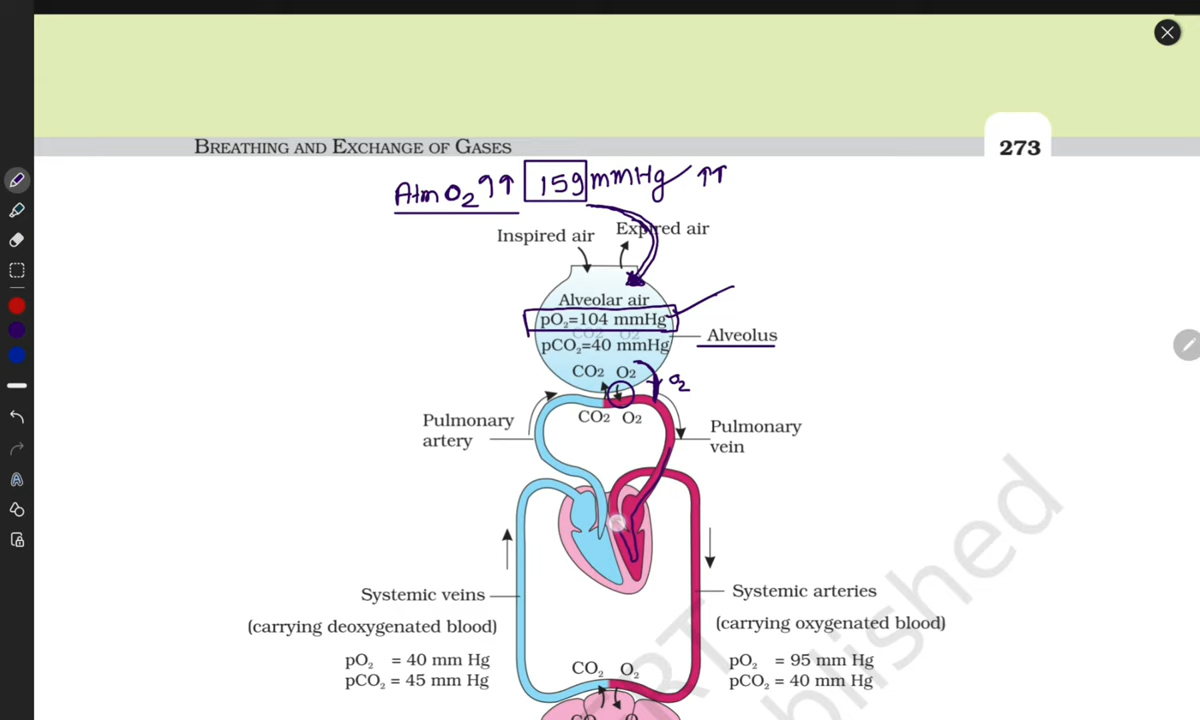 BREATHING AND EXCHANGE OF GASES
273
Atm O₂ ↑↑ 159 mmHg ↑↑
Inspired air
Expired air
Alveolar air
pO₂=104 mmHg
CO2 O2
pCO₂=40 mmHg
Alveolus
CO2 O2
O₂
CO2 O2
Pulmonary
artery
Pulmonary
vein
Systemic veins
(carrying deoxygenated blood)
pO₂ = 40 mm Hg
pCO₂ = 45 mm Hg
Systemic arteries
(carrying oxygenated blood)
pO₂ = 95 mm Hg
pCO₂ = 40 mm Hg
CO₂ O₂